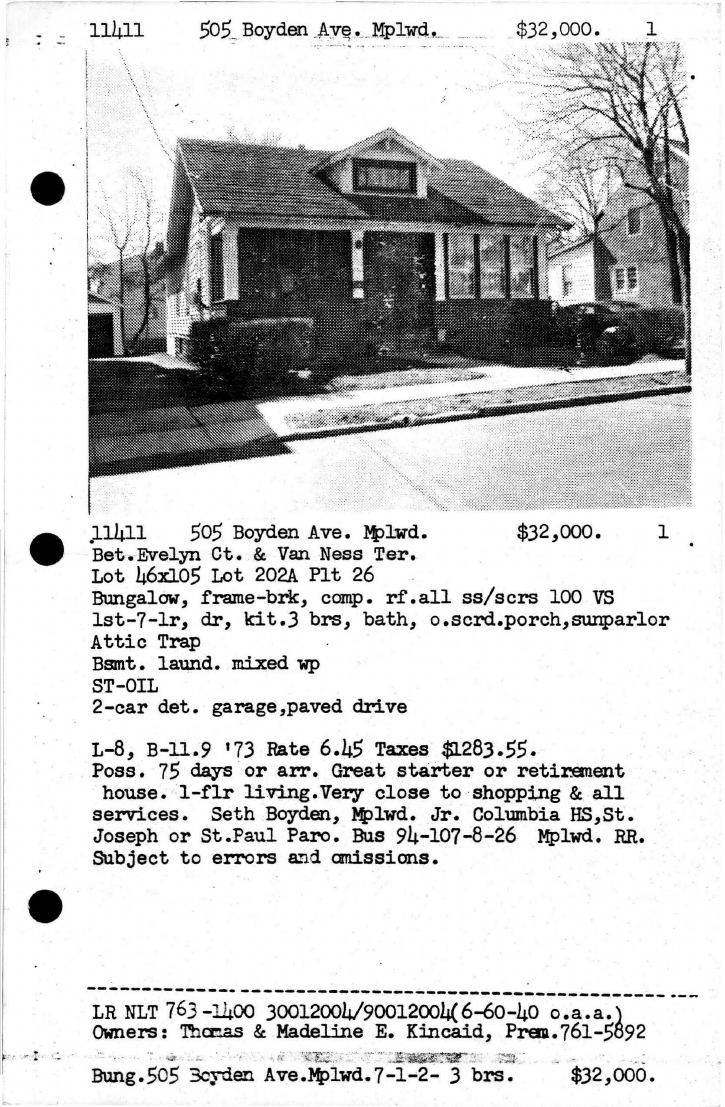 11411 505 Boyden Ave. Mplwd. $32,000. 1
11411 505 Boyden Ave. Mplwd. $32,000. 1
Bet.Evelyn Ct. & Van Ness Ter.
Lot 46x105 Lot 202A Plt 26
Bungalow, frame-brk, comp. rf.all ss/scrs 100 VS
1st-7-lr, dr, kit.3 brs, bath, o.scrd.porch,sunparlor
Attic Trap
Bsmt. laund. mixed wp
ST-OIL
2-car det. garage,paved drive
L-8, B-11.9 '73 Rate 6.45 Taxes $1283.55.
Poss. 75 days or arr. Great starter or retirement
house. 1-flr living.Very close to shopping & all
services. Seth Boyden, Mplwd. Jr. Columbia HS,St.
Joseph or St.Paul Paro. Bus 94-107-8-26 Mplwd. RR.
Subject to errors and omissions.
LR NLT 763-1400 30012004/90012004(6-60-40 o.a.a.)
Owners: Thomas & Madeline E. Kincaid, Prem.761-5892
Bung.505 Boyden Ave.Mplwd.7-1-2- 3 brs. $32,000.